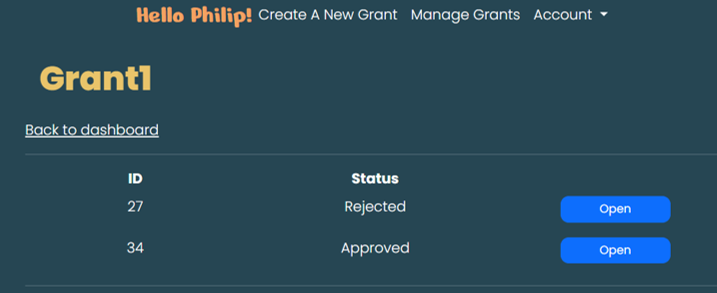 Hello Philip! Create A New Grant Manage Grants Account
Grant1
Back to dashboard
ID Status
27 Rejected Open
34 Approved Open